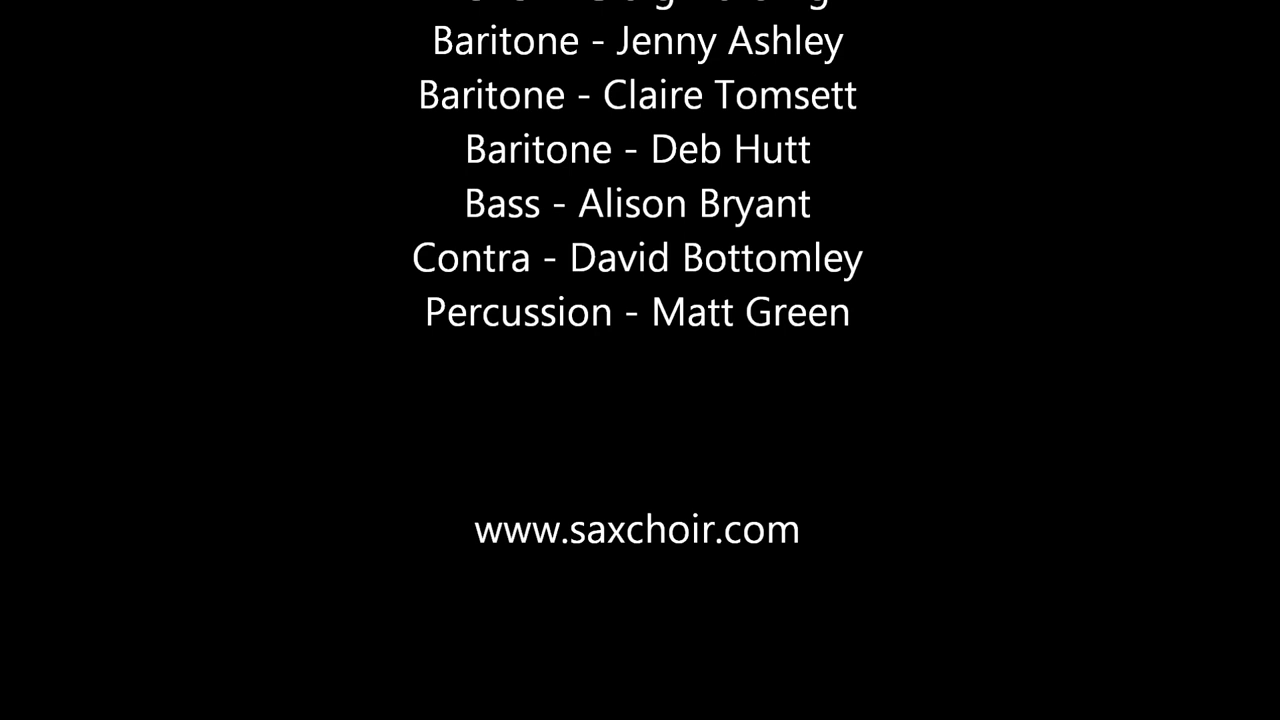 Baritone - Jenny Ashley
Baritone - Claire Tomsett
Baritone - Deb Hutt
Bass - Alison Bryant
Contra - David Bottomley
Percussion - Matt Green
www.saxchoir.com